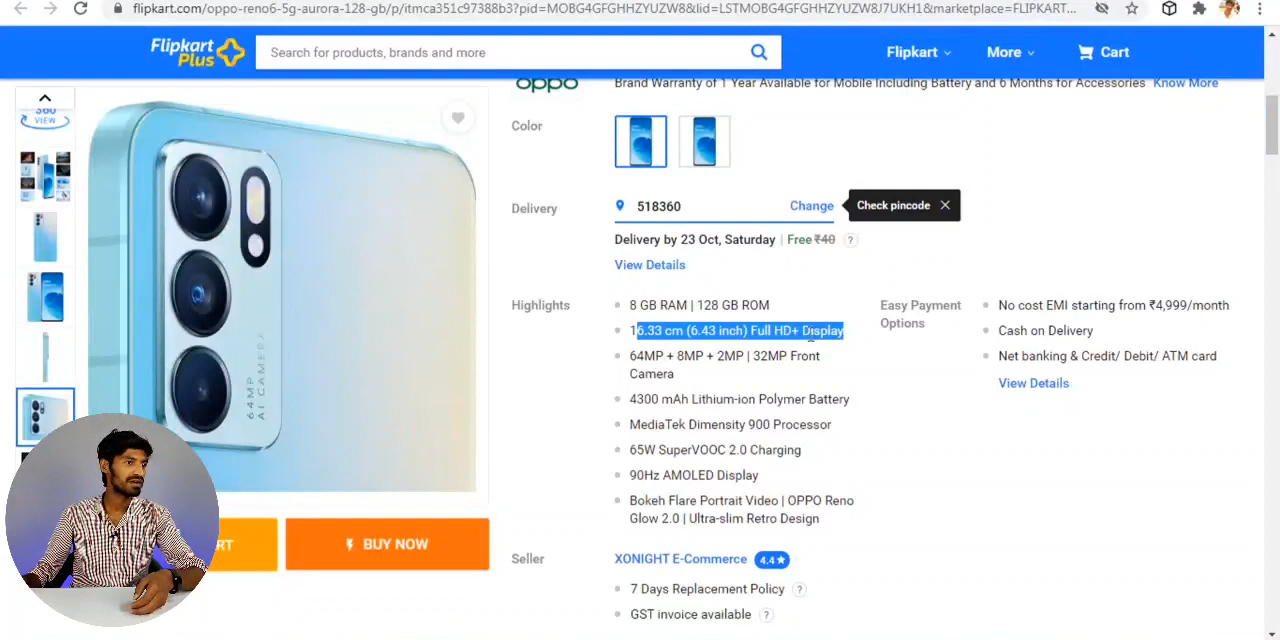 flipkart.com/oppo-reno6-5g-aurora-128-gb/p/itmca351c97388b3?pid=MOBG4GFGHHZYUZW8&lid=LSTMOBG4GFGHHZYUZW8J7UKH1&marketplace=FLIPKART...
Flipkart
Plus
Search for products, brands and more
Flipkart
More
Cart
oppo
Brand Warranty of 1 Year Available for Mobile Including Battery and 6 Months for Accessories Know More
360
VIEW
Color
Delivery
518360
Change
Check pincode
Delivery by 23 Oct, Saturday | Free ₹40 ?
View Details
Highlights
8 GB RAM | 128 GB ROM
16.33 cm (6.43 inch) Full HD+ Display
64MP + 8MP + 2MP | 32MP Front
Camera
4300 mAh Lithium-ion Polymer Battery
MediaTek Dimensity 900 Processor
65W SuperVOOC 2.0 Charging
90Hz AMOLED Display
Bokeh Flare Portrait Video | OPPO Reno
Glow 2.0 | Ultra-slim Retro Design
Easy Payment
Options
No cost EMI starting from ₹4,999/month
Cash on Delivery
Net banking & Credit/ Debit/ ATM card
View Details
64MP
AI CAMERA
RT
BUY NOW
Seller
XONIGHT E-Commerce 4.4★
7 Days Replacement Policy ?
GST invoice available ?